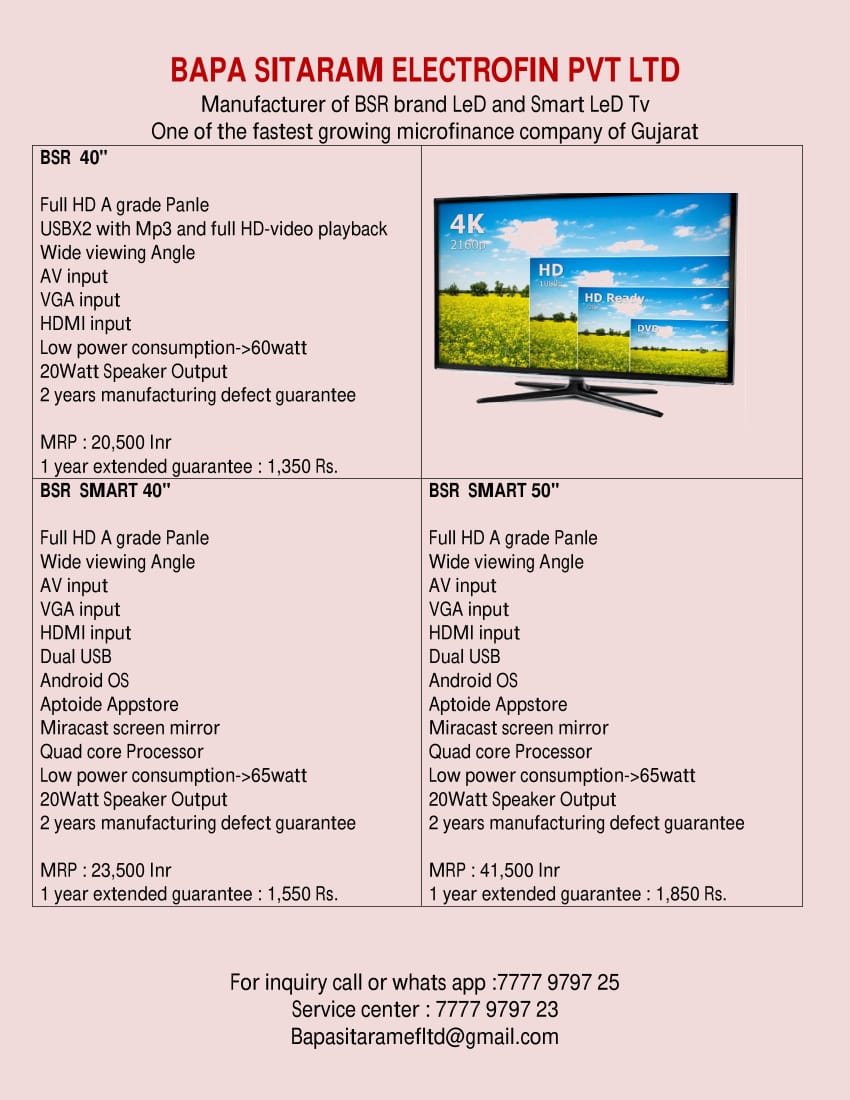 BAPA SITARAM ELECTROFIN PVT LTD
Manufacturer of BSR brand LeD and Smart LeD Tv
One of the fastest growing microfinance company of Gujarat
BSR 40"
Full HD A grade Panle
USBX2 with Mp3 and full HD-video playback
Wide viewing Angle
AV input
VGA input
HDMI input
Low power consumption->60watt
20Watt Speaker Output
2 years manufacturing defect guarantee
MRP : 20,500 Inr
1 year extended guarantee : 1,350 Rs.
4K
2160p
HD
1080p
HD Ready
DVD
BSR SMART 40"
Full HD A grade Panle
Wide viewing Angle
AV input
VGA input
HDMI input
Dual USB
Android OS
Aptoide Appstore
Miracast screen mirror
Quad core Processor
Low power consumption->65watt
20Watt Speaker Output
2 years manufacturing defect guarantee
MRP : 23,500 Inr
1 year extended guarantee : 1,550 Rs.
BSR SMART 50"
Full HD A grade Panle
Wide viewing Angle
AV input
VGA input
HDMI input
Dual USB
Android OS
Aptoide Appstore
Miracast screen mirror
Quad core Processor
Low power consumption->65watt
20Watt Speaker Output
2 years manufacturing defect guarantee
MRP : 41,500 Inr
1 year extended guarantee : 1,850 Rs.
For inquiry call or whats app :7777 9797 25
Service center : 7777 9797 23
Bapasitaramefltd@gmail.com